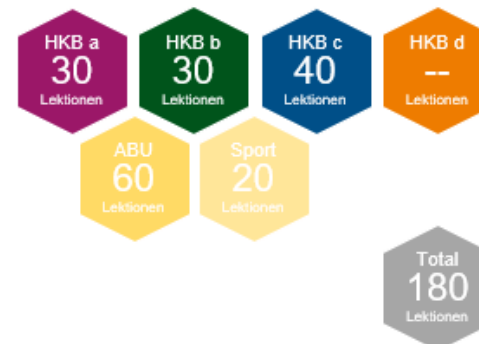 HKB a
30
Lektionen
HKB b
30
Lektionen
HKB c
40
Lektionen
HKB d
--
Lektionen
ABU
60
Lektionen
Sport
20
Lektionen
Total
180
Lektionen